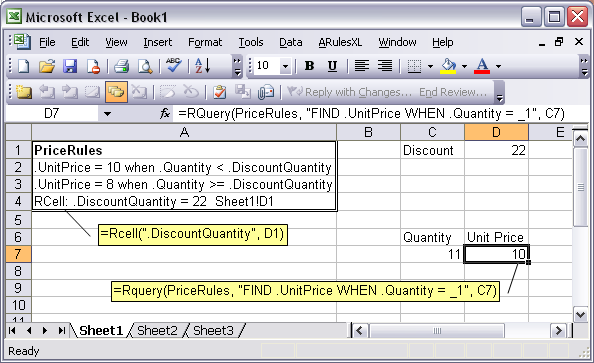 Microsoft Excel - Book1
File Edit View Insert Format Tools Data ARulesXL Window Help
10 B U A
Reply with Changes... End Review...
D7 fx =RQuery(PriceRules, "FIND .UnitPrice WHEN .Quantity = _1", C7)
A B C D E
1 PriceRules Discount 22
2 .UnitPrice = 10 when .Quantity < .DiscountQuantity
3 .UnitPrice = 8 when .Quantity >= .DiscountQuantity
4 RCell: .DiscountQuantity = 22 Sheet1!D1
5
=Rcell(".DiscountQuantity", D1)
6 Quantity Unit Price
7 11 10
8
9
=Rquery(PriceRules, "FIND .UnitPrice WHEN .Quantity = _1", C7)
10
11
Sheet1 Sheet2 Sheet3
Ready